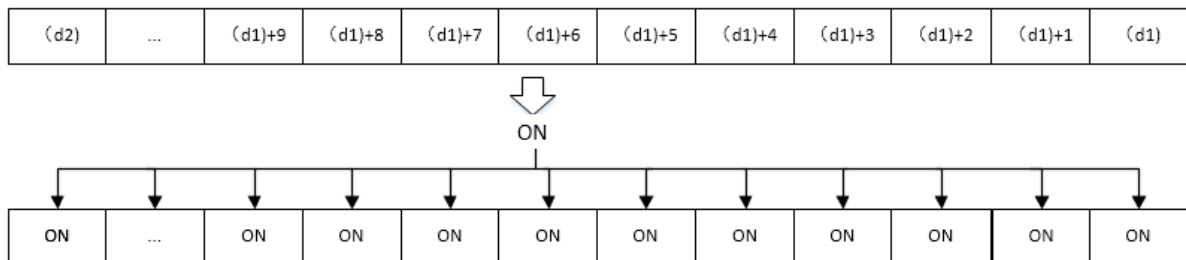 (d2) ... (d1)+9 (d1)+8 (d1)+7 (d1)+6 (d1)+5 (d1)+4 (d1)+3 (d1)+2 (d1)+1 (d1)
ON
ON ... ON ON ON ON ON ON ON ON ON ON